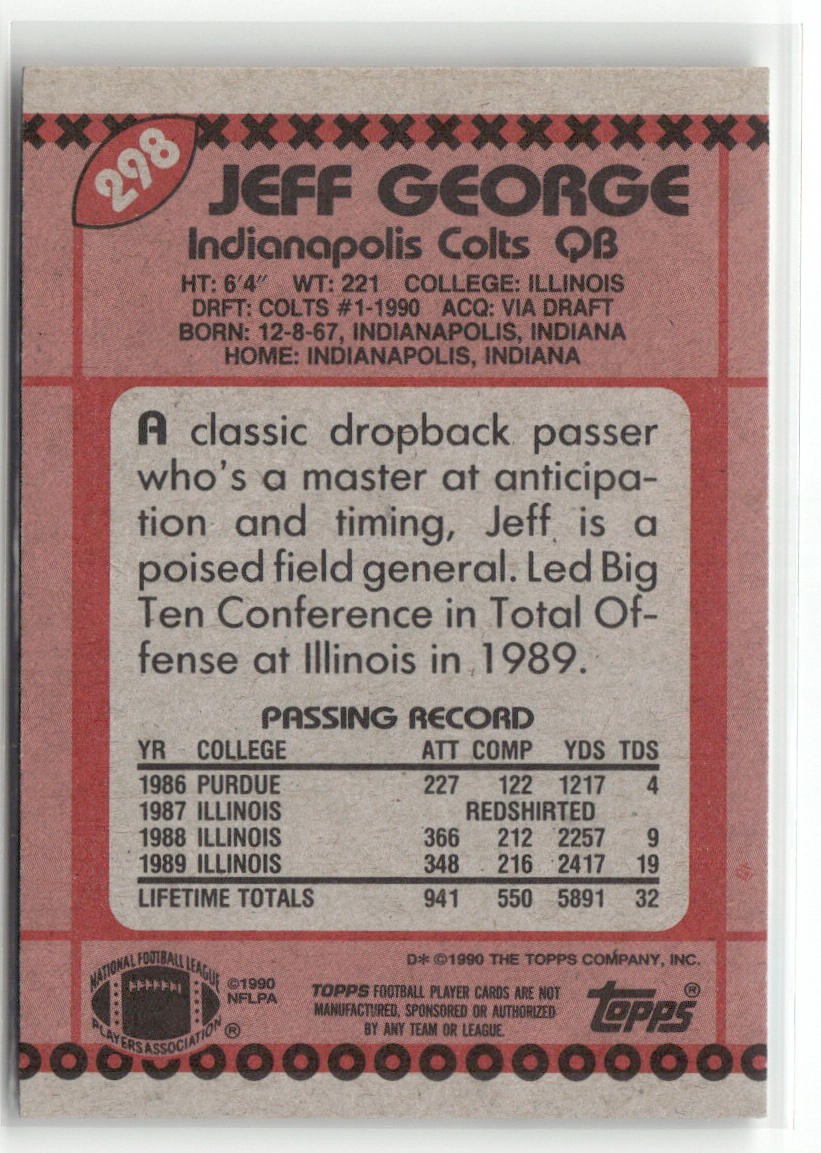 298
JEFF GEORGE
Indianapolis Colts QB
HT: 6'4" WT: 221 COLLEGE: ILLINOIS
DRFT: COLTS #1-1990 ACQ: VIA DRAFT
BORN: 12-8-67, INDIANAPOLIS, INDIANA
HOME: INDIANAPOLIS, INDIANA
A classic dropback passer
who's a master at anticipa-
tion and timing, Jeff is a
poised field general. Led Big
Ten Conference in Total Of-
fense at Illinois in 1989.
PASSING RECORD
YR COLLEGE ATT COMP YDS TDS
1986 PURDUE 227 122 1217 4
1987 ILLINOIS REDSHIRTED
1988 ILLINOIS 366 212 2257 9
1989 ILLINOIS 348 216 2417 19
LIFETIME TOTALS 941 550 5891 32
D* ©1990 THE TOPPS COMPANY, INC.
NATIONAL FOOTBALL LEAGUE
PLAYERS ASSOCIATION ®
©1990
NFLPA
TOPPS FOOTBALL PLAYER CARDS ARE NOT
MANUFACTURED, SPONSORED OR AUTHORIZED
BY ANY TEAM OR LEAGUE.
TOPPS ®